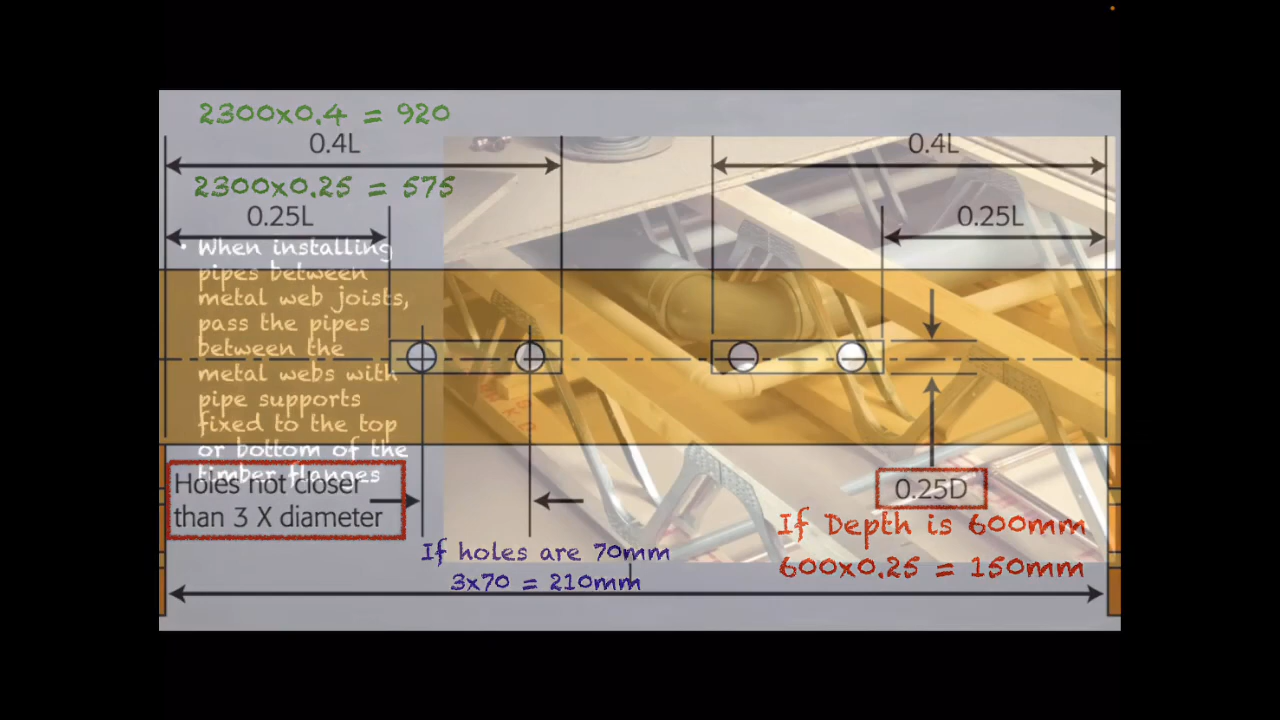 2300x0.4 = 920
0.4L
0.4L
2300x0.25 = 575
0.25L
0.25L
• When installing
pipes between
metal web joists,
pass the pipes
between the
metal webs with
pipe supports
fixed to the top
or bottom of the
timber flanges
Holes not closer
than 3 X diameter
0.25D
If Depth is 600mm
600x0.25 = 150mm
If holes are 70mm
3x70 = 210mm